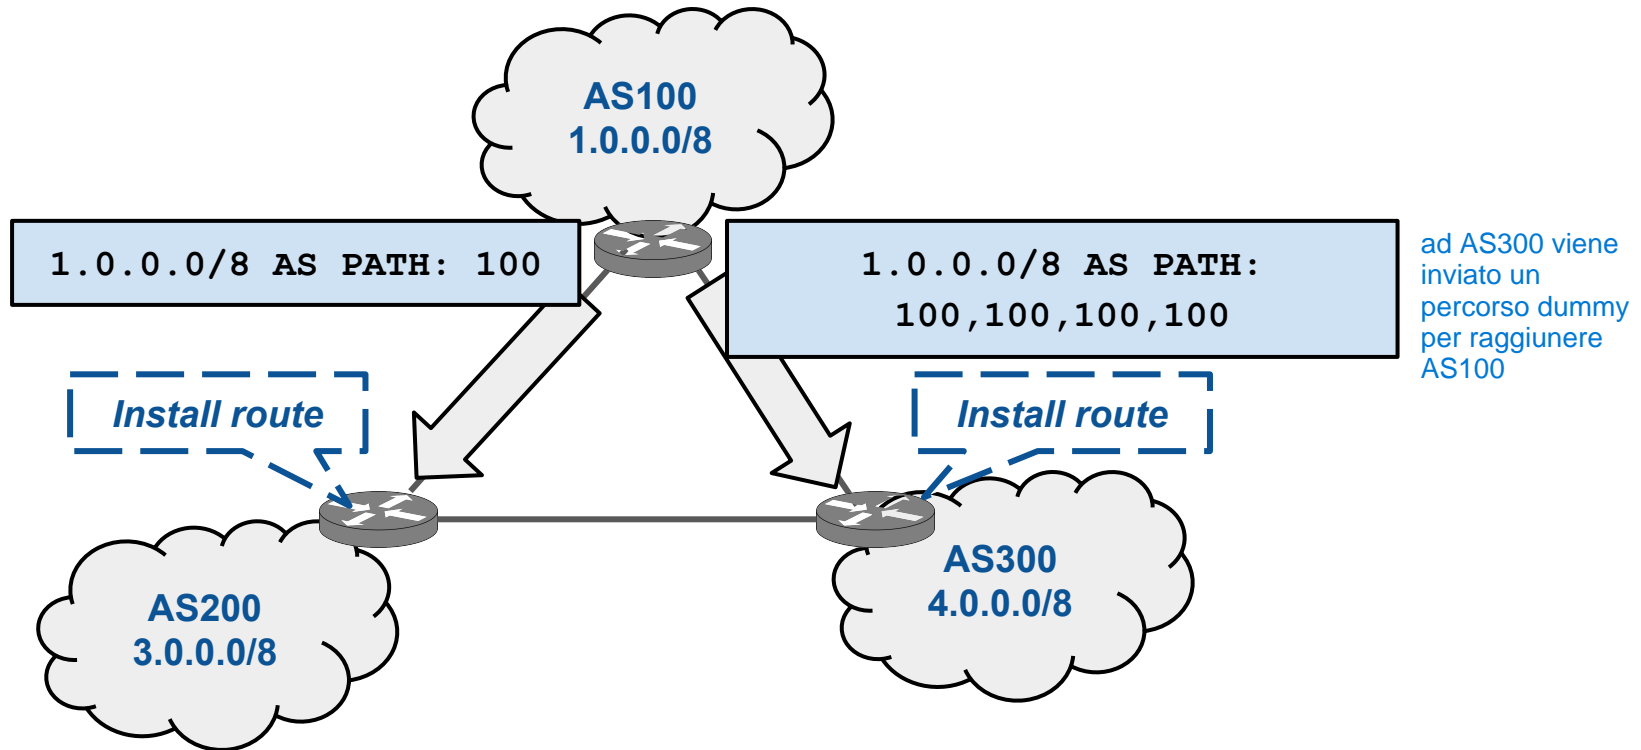 AS100
1.0.0.0/8
1.0.0.0/8 AS PATH: 100
1.0.0.0/8 AS PATH:
100,100,100,100
ad AS300 viene
inviato un
percorso dummy
per raggiunere
AS100
Install route
Install route
AS200
3.0.0.0/8
AS300
4.0.0.0/8